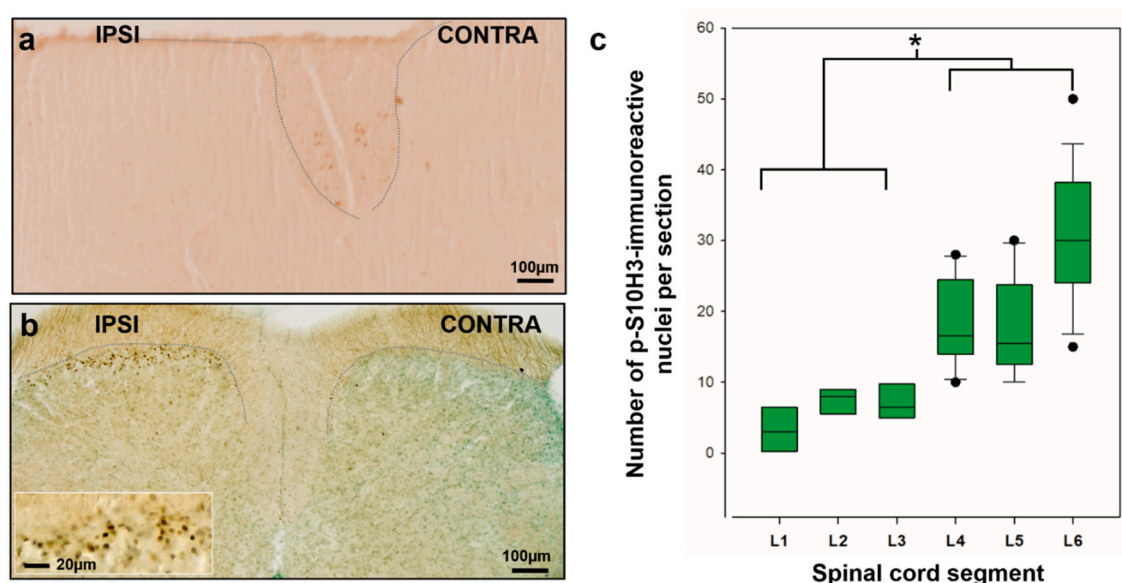 a
IPSI
CONTRA
100µm
b
IPSI
CONTRA
20µm
100µm
c
Number of p-S10H3-immunoreactive
nuclei per section
60
50
40
30
20
10
0
*
L1 L2 L3 L4 L5 L6
Spinal cord segment